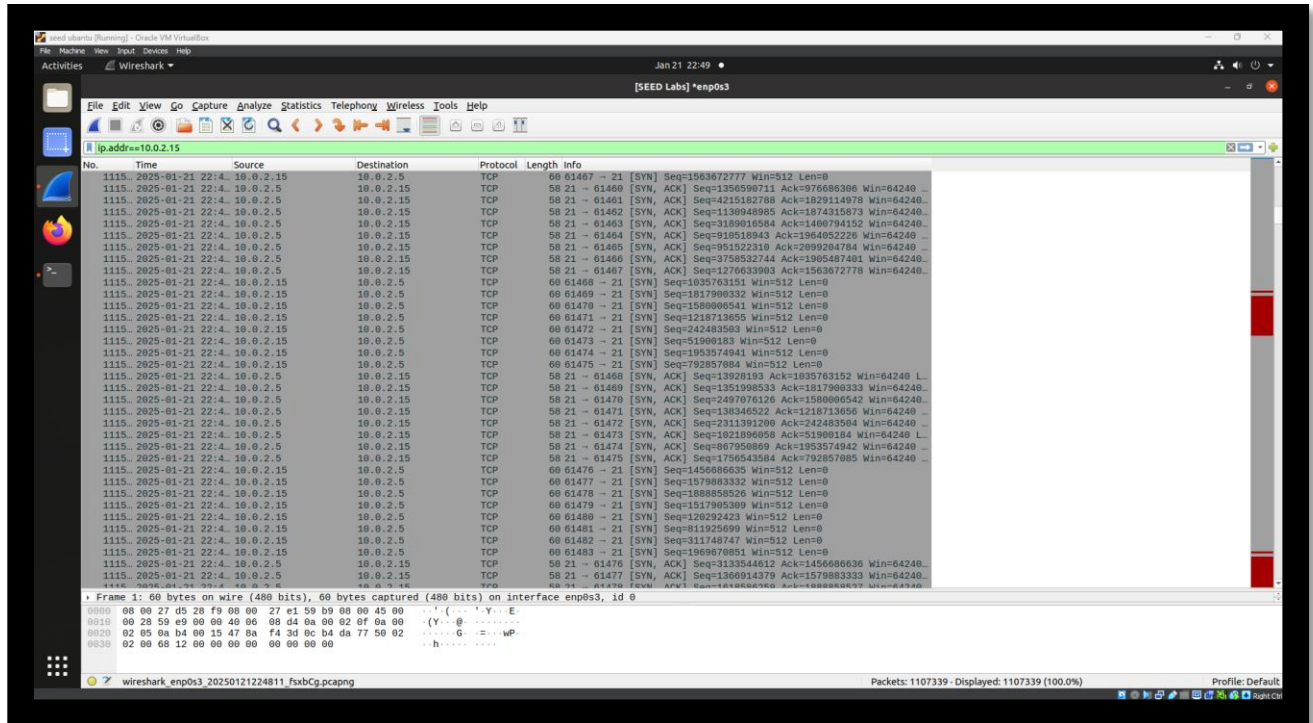 seed ubantu [Running] - Oracle VM VirtualBox
File Machine View Input Devices Help
Activities Wireshark Jan 21 22:49
[SEED Labs] *enp0s3
File Edit View Go Capture Analyze Statistics Telephony Wireless Tools Help
ip.addr==10.0.2.15
No. Time Source Destination Protocol Length Info
1115… 2025-01-21 22:4… 10.0.2.15 10.0.2.5 TCP 60 61467 → 21 [SYN] Seq=1563672777 Win=512 Len=0
1115… 2025-01-21 22:4… 10.0.2.5 10.0.2.15 TCP 58 21 → 61460 [SYN, ACK] Seq=1356590711 Ack=976686306 Win=64240 …
1115… 2025-01-21 22:4… 10.0.2.5 10.0.2.15 TCP 58 21 → 61461 [SYN, ACK] Seq=4215182788 Ack=1829114978 Win=64240…
1115… 2025-01-21 22:4… 10.0.2.5 10.0.2.15 TCP 58 21 → 61462 [SYN, ACK] Seq=1130948985 Ack=1874315873 Win=64240…
1115… 2025-01-21 22:4… 10.0.2.5 10.0.2.15 TCP 58 21 → 61463 [SYN, ACK] Seq=3189016584 Ack=1400794152 Win=64240…
1115… 2025-01-21 22:4… 10.0.2.5 10.0.2.15 TCP 58 21 → 61464 [SYN, ACK] Seq=910518943 Ack=1964052226 Win=64240 …
1115… 2025-01-21 22:4… 10.0.2.5 10.0.2.15 TCP 58 21 → 61465 [SYN, ACK] Seq=951522310 Ack=2099204784 Win=64240 …
1115… 2025-01-21 22:4… 10.0.2.5 10.0.2.15 TCP 58 21 → 61466 [SYN, ACK] Seq=3758532744 Ack=1905487401 Win=64240…
1115… 2025-01-21 22:4… 10.0.2.5 10.0.2.15 TCP 58 21 → 61467 [SYN, ACK] Seq=1276633903 Ack=1563672778 Win=64240…
1115… 2025-01-21 22:4… 10.0.2.15 10.0.2.5 TCP 60 61468 → 21 [SYN] Seq=1035763151 Win=512 Len=0
1115… 2025-01-21 22:4… 10.0.2.15 10.0.2.5 TCP 60 61469 → 21 [SYN] Seq=1817900332 Win=512 Len=0
1115… 2025-01-21 22:4… 10.0.2.15 10.0.2.5 TCP 60 61470 → 21 [SYN] Seq=1580006541 Win=512 Len=0
1115… 2025-01-21 22:4… 10.0.2.15 10.0.2.5 TCP 60 61471 → 21 [SYN] Seq=1218713655 Win=512 Len=0
1115… 2025-01-21 22:4… 10.0.2.15 10.0.2.5 TCP 60 61472 → 21 [SYN] Seq=242483503 Win=512 Len=0
1115… 2025-01-21 22:4… 10.0.2.15 10.0.2.5 TCP 60 61473 → 21 [SYN] Seq=51900183 Win=512 Len=0
1115… 2025-01-21 22:4… 10.0.2.15 10.0.2.5 TCP 60 61474 → 21 [SYN] Seq=1953574941 Win=512 Len=0
1115… 2025-01-21 22:4… 10.0.2.15 10.0.2.5 TCP 60 61475 → 21 [SYN] Seq=792857084 Win=512 Len=0
1115… 2025-01-21 22:4… 10.0.2.5 10.0.2.15 TCP 58 21 → 61468 [SYN, ACK] Seq=13928193 Ack=1035763152 Win=64240 L…
1115… 2025-01-21 22:4… 10.0.2.5 10.0.2.15 TCP 58 21 → 61469 [SYN, ACK] Seq=1351998533 Ack=1817900333 Win=64240…
1115… 2025-01-21 22:4… 10.0.2.5 10.0.2.15 TCP 58 21 → 61470 [SYN, ACK] Seq=2497076126 Ack=1580006542 Win=64240…
1115… 2025-01-21 22:4… 10.0.2.5 10.0.2.15 TCP 58 21 → 61471 [SYN, ACK] Seq=138346522 Ack=1218713656 Win=64240 …
1115… 2025-01-21 22:4… 10.0.2.5 10.0.2.15 TCP 58 21 → 61472 [SYN, ACK] Seq=2311391200 Ack=242483504 Win=64240 …
1115… 2025-01-21 22:4… 10.0.2.5 10.0.2.15 TCP 58 21 → 61473 [SYN, ACK] Seq=1021896058 Ack=51900184 Win=64240 L…
1115… 2025-01-21 22:4… 10.0.2.5 10.0.2.15 TCP 58 21 → 61474 [SYN, ACK] Seq=867950869 Ack=1953574942 Win=64240 …
1115… 2025-01-21 22:4… 10.0.2.5 10.0.2.15 TCP 58 21 → 61475 [SYN, ACK] Seq=1756543584 Ack=792857085 Win=64240 …
1115… 2025-01-21 22:4… 10.0.2.15 10.0.2.5 TCP 60 61476 → 21 [SYN] Seq=1456686635 Win=512 Len=0
1115… 2025-01-21 22:4… 10.0.2.15 10.0.2.5 TCP 60 61477 → 21 [SYN] Seq=1579883332 Win=512 Len=0
1115… 2025-01-21 22:4… 10.0.2.15 10.0.2.5 TCP 60 61478 → 21 [SYN] Seq=1888858526 Win=512 Len=0
1115… 2025-01-21 22:4… 10.0.2.15 10.0.2.5 TCP 60 61479 → 21 [SYN] Seq=1517905309 Win=512 Len=0
1115… 2025-01-21 22:4… 10.0.2.15 10.0.2.5 TCP 60 61480 → 21 [SYN] Seq=120292423 Win=512 Len=0
1115… 2025-01-21 22:4… 10.0.2.15 10.0.2.5 TCP 60 61481 → 21 [SYN] Seq=811925699 Win=512 Len=0
1115… 2025-01-21 22:4… 10.0.2.15 10.0.2.5 TCP 60 61482 → 21 [SYN] Seq=311748747 Win=512 Len=0
1115… 2025-01-21 22:4… 10.0.2.15 10.0.2.5 TCP 60 61483 → 21 [SYN] Seq=1969670851 Win=512 Len=0
1115… 2025-01-21 22:4… 10.0.2.5 10.0.2.15 TCP 58 21 → 61476 [SYN, ACK] Seq=3133544612 Ack=1456686636 Win=64240…
1115… 2025-01-21 22:4… 10.0.2.5 10.0.2.15 TCP 58 21 → 61477 [SYN, ACK] Seq=1366914379 Ack=1579883333 Win=64240…
Frame 1: 60 bytes on wire (480 bits), 60 bytes captured (480 bits) on interface enp0s3, id 0
0000 08 00 27 d5 28 f9 08 00 27 e1 59 b9 08 00 45 00 ··'·(··· '·Y···E·
0010 00 28 59 e9 00 00 40 06 08 d4 0a 00 02 0f 0a 00 ·(Y···@· ········
0020 02 05 0a b4 00 15 47 8a f4 3d 0c b4 da 77 50 02 ······G· ·=···wP·
0030 02 00 68 12 00 00 00 00 00 00 00 00 ··h····· ····
wireshark_enp0s3_20250121224811_fsxbCg.pcapng Packets: 1107339 · Displayed: 1107339 (100.0%) Profile: Default
Right Ctrl